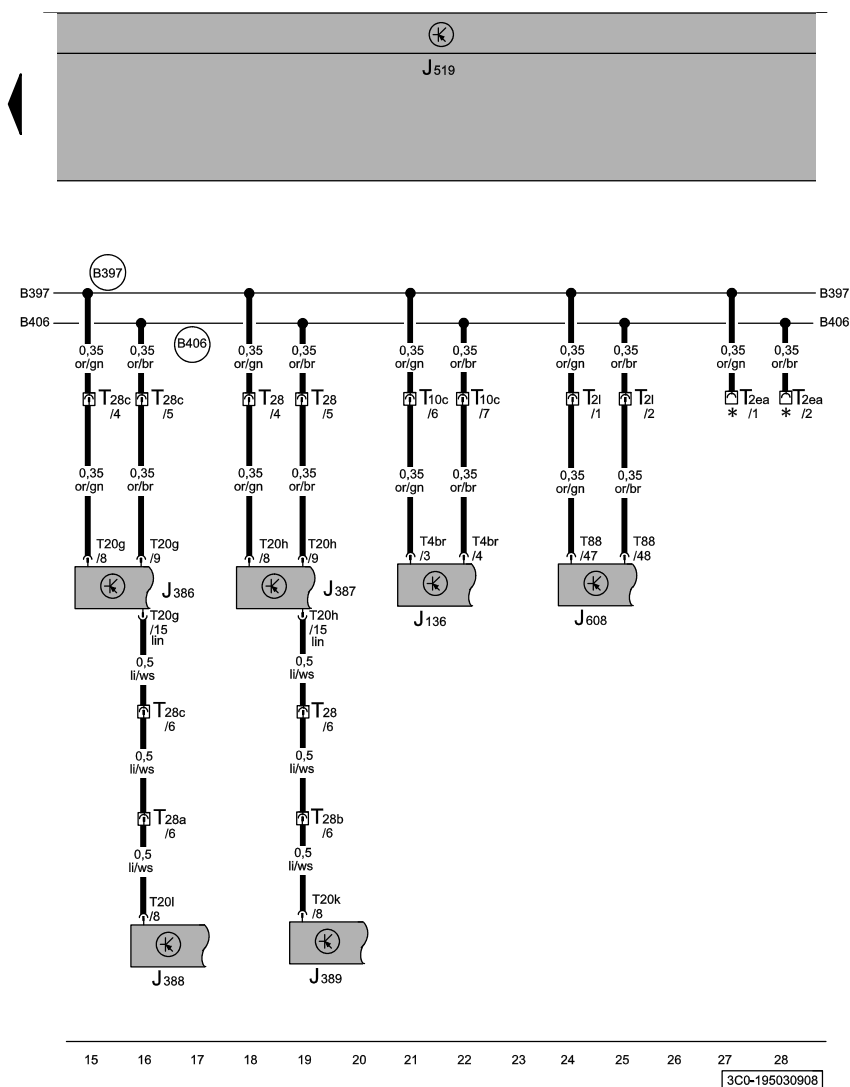 J519
B397
B397 B397
B406 B406
B406
0,35 0,35 0,35 0,35 0,35 0,35 0,35 0,35 0,35 0,35
or/gn or/br or/gn or/br or/gn or/br or/gn or/br or/gn or/br
T28c T28c T28 T28 T10c T10c T2l T2l T2ea T2ea
/4 /5 /4 /5 /6 /7 /1 /2 * /1 * /2
0,35 0,35 0,35 0,35 0,35 0,35 0,35 0,35
or/gn or/br or/gn or/br or/gn or/br or/gn or/br
T20g T20g T20h T20h T4br T4br T88 T88
/8 /9 /8 /9 /3 /4 /47 /48
J386 J387
J136 J608
T20g T20h
/15 /15
lin lin
0,5 0,5
li/ws li/ws
T28c T28
/6 /6
0,5 0,5
li/ws li/ws
T28a T28b
/6 /6
0,5 0,5
li/ws li/ws
T20l T20k
/8 /8
J388 J389
15 16 17 18 19 20 21 22 23 24 25 26 27 28
3C0-195030908